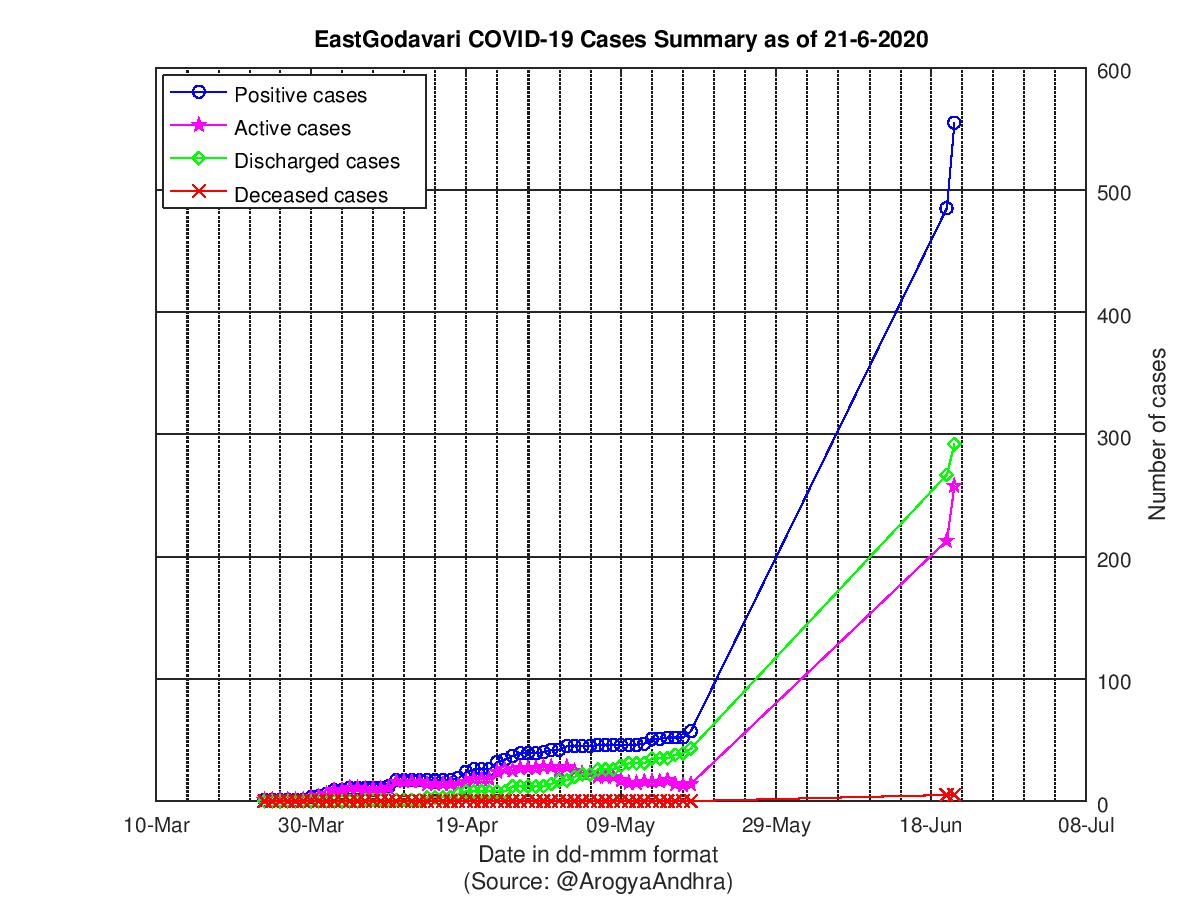 EastGodavari COVID-19 Cases Summary as of 21-6-2020
Positive cases
Active cases
Discharged cases
Deceased cases
600
500
400
300
200
100
0
Number of cases
10-Mar 30-Mar 19-Apr 09-May 29-May 18-Jun 08-Jul
Date in dd-mmm format
(Source: @ArogyaAndhra)